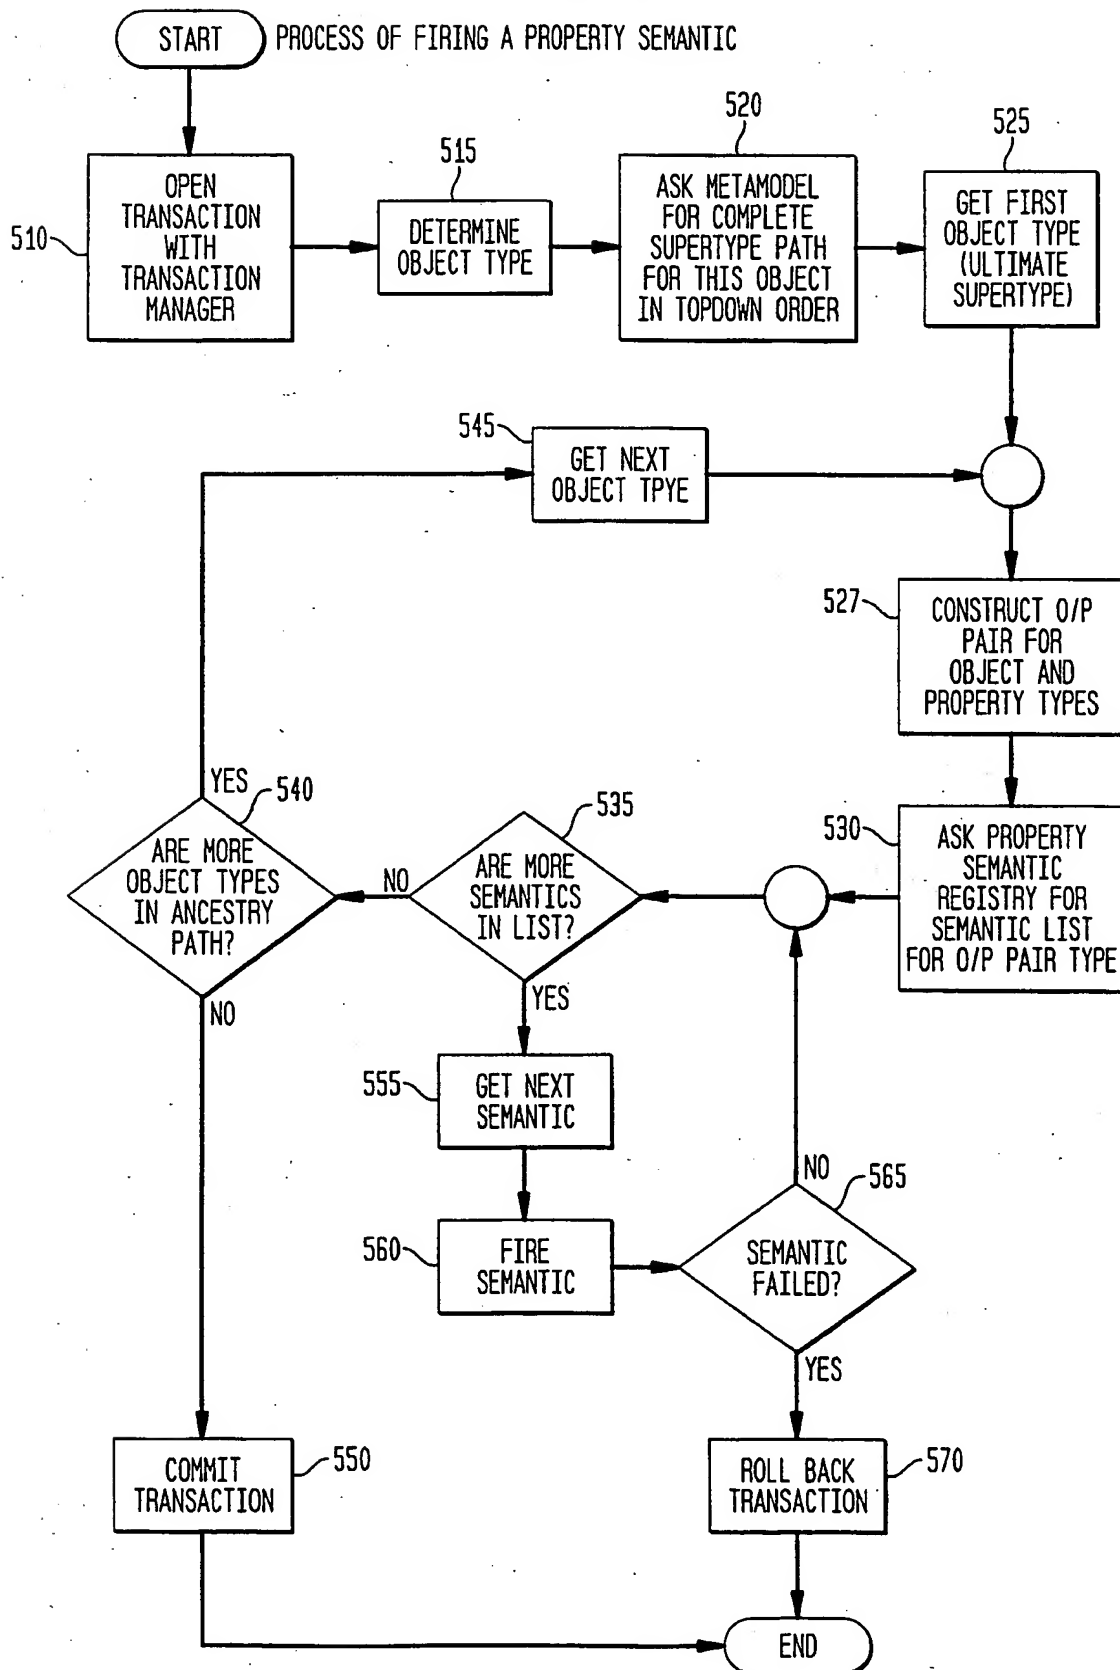 START
PROCESS OF FIRING A PROPERTY SEMANTIC
510
OPEN
TRANSACTION
WITH
TRANSACTION
MANAGER
515
DETERMINE
OBJECT TYPE
520
ASK METAMODEL
FOR COMPLETE
SUPERTYPE PATH
FOR THIS OBJECT
IN TOPDOWN ORDER
525
GET FIRST
OBJECT TYPE
(ULTIMATE
SUPERTYPE)
545
GET NEXT
OBJECT TPYE
527
CONSTRUCT O/P
PAIR FOR
OBJECT AND
PROPERTY TYPES
530
ASK PROPERTY
SEMANTIC
REGISTRY FOR
SEMANTIC LIST
FOR O/P PAIR TYPE
535
ARE MORE
SEMANTICS
IN LIST?
NO
YES
540
ARE MORE
OBJECT TYPES
IN ANCESTRY
PATH?
YES
NO
555
GET NEXT
SEMANTIC
560
FIRE
SEMANTIC
565
SEMANTIC
FAILED?
NO
YES
550
COMMIT
TRANSACTION
570
ROLL BACK
TRANSACTION
END